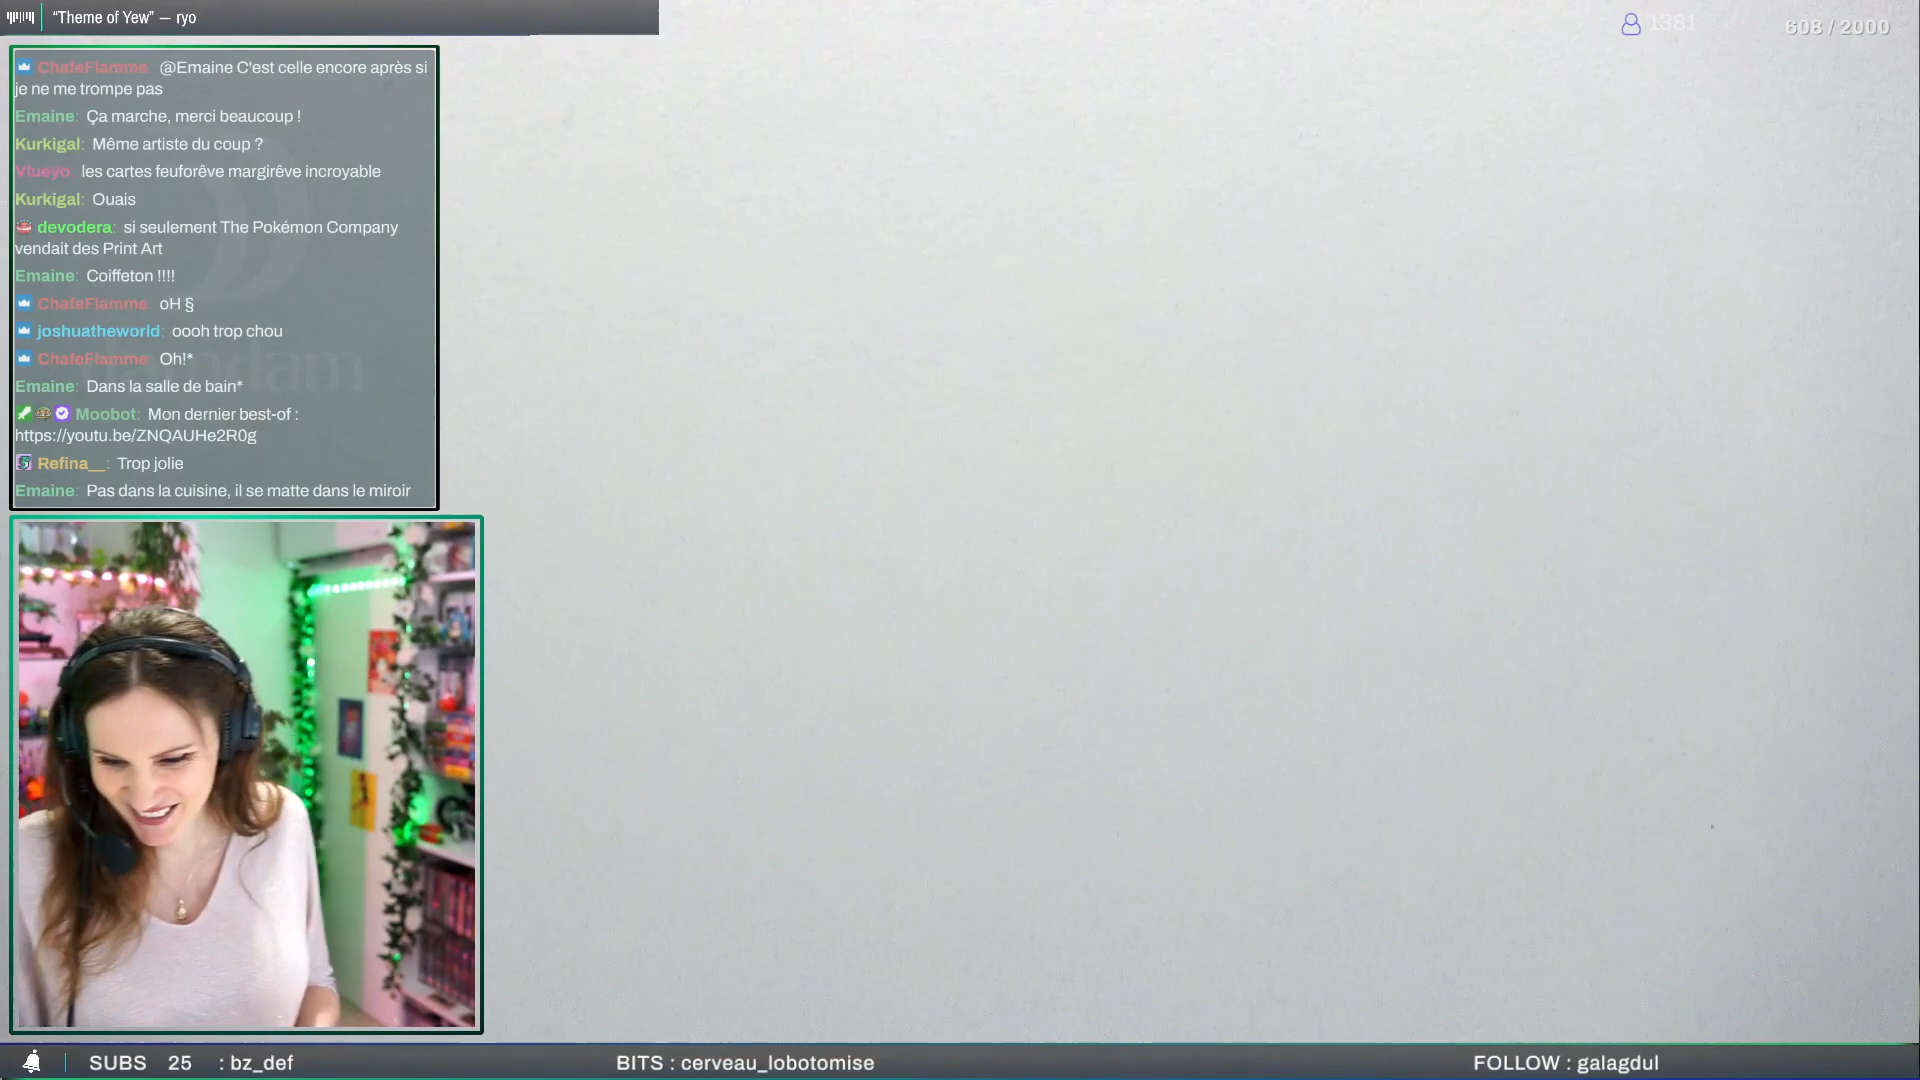 “Theme of Yew” — ryo
1381
608 / 2000
ChafeFlamme: @Emaine C'est celle encore après si
je ne me trompe pas
Emaine: Ça marche, merci beaucoup !
Kurkigal: Même artiste du coup ?
Vlueyo: les cartes feuforêve margirêve incroyable
Kurkigal: Ouais
devodera: si seulement The Pokémon Company
vendait des Print Art
Emaine: Coiffeton !!!!
ChafeFlamme: oH §
joshuatheworld: oooh trop chou
ChafeFlamme: Oh!*
Emaine: Dans la salle de bain*
Moobot: Mon dernier best-of :
https://youtu.be/ZNQAUHe2R0g
Refina__: Trop jolie
Emaine: Pas dans la cuisine, il se matte dans le miroir
SUBS 25 : bz_def
BITS : cerveau_lobotomise
FOLLOW : galagdul